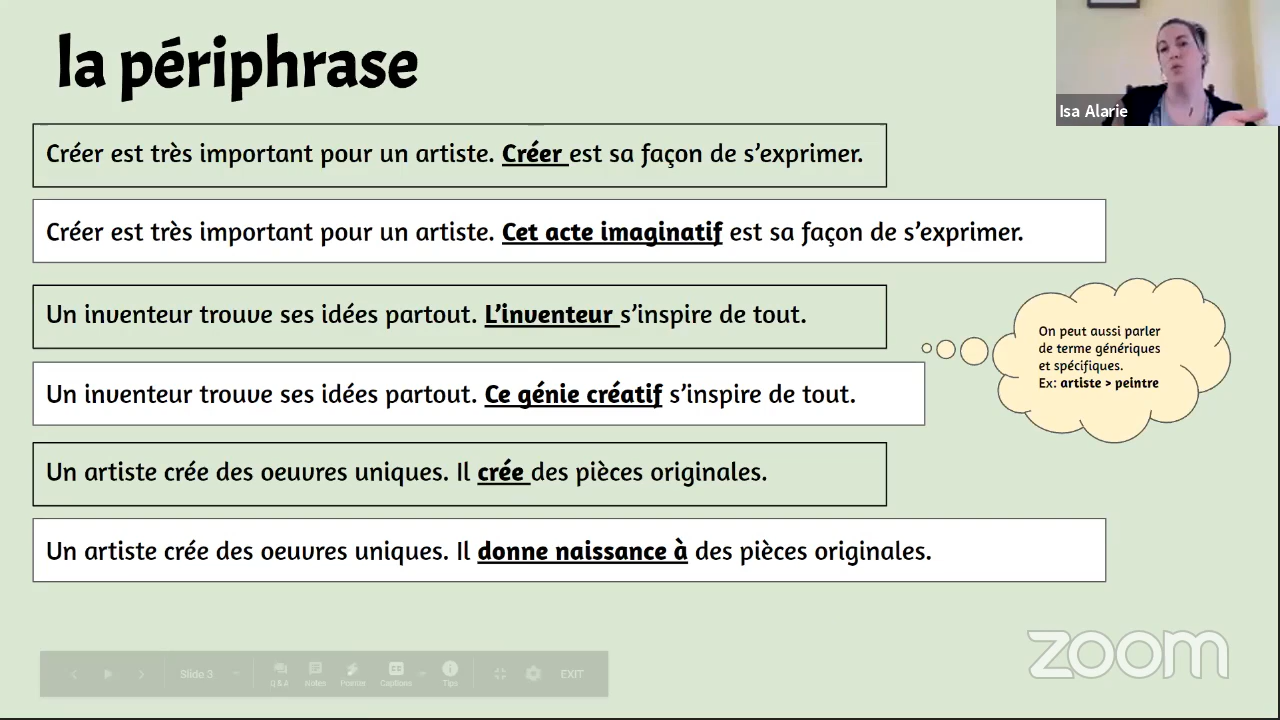 la périphrase
Isa Alarie
Créer est très important pour un artiste. Créer est sa façon de s'exprimer.
Créer est très important pour un artiste. Cet acte imaginatif est sa façon de s'exprimer.
Un inventeur trouve ses idées partout. L'inventeur s'inspire de tout.
Un inventeur trouve ses idées partout. Ce génie créatif s'inspire de tout.
On peut aussi parler
de terme génériques
et spécifiques.
Ex: artiste > peintre
Un artiste crée des oeuvres uniques. Il crée des pièces originales.
Un artiste crée des oeuvres uniques. Il donne naissance à des pièces originales.
zoom
Slide 3 Q & A Notes Pointer Captions Tips EXIT